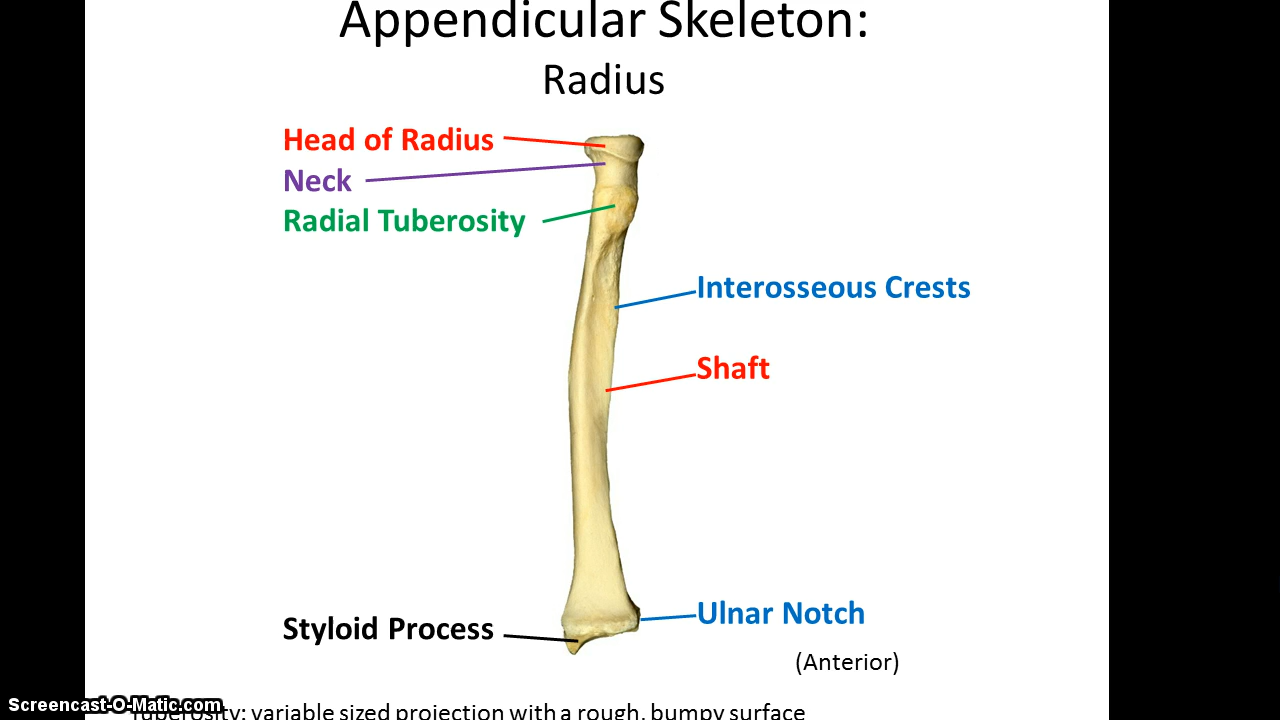 Appendicular Skeleton:
Radius
Head of Radius
Neck
Radial Tuberosity
Interosseous Crests
Shaft
Styloid Process
Ulnar Notch
(Anterior)
Tuberosity: variable sized projection with a rough, bumpy surface
Screencast-O-Matic.com